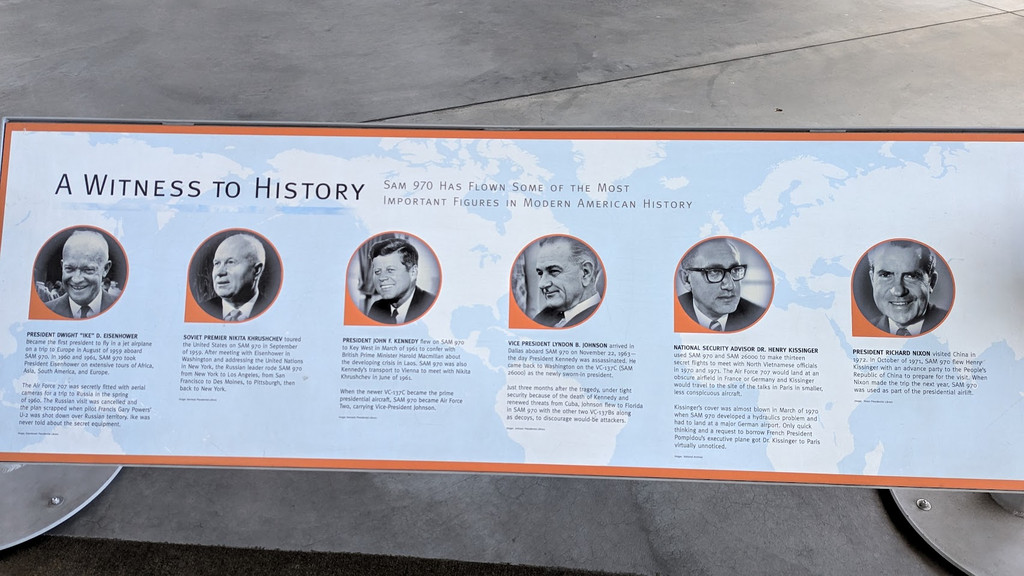 A WITNESS TO HISTORY
SAM 970 HAS FLOWN SOME OF THE MOST
IMPORTANT FIGURES IN MODERN AMERICAN HISTORY
PRESIDENT DWIGHT "IKE" D. EISENHOWER
Became the first president to fly in a jet airplane
on a trip to Europe in August of 1959 aboard
SAM 970. In 1960 and 1961, SAM 970 took
President Eisenhower on extensive tours of Africa,
Asia, South America, and Europe.
The Air Force 707 was secretly fitted with aerial
cameras for a trip to Russia in the spring
of 1960. The Russian visit was cancelled and
the plan scrapped when pilot Francis Gary Powers'
U-2 was shot down over Russian territory. Ike was
never told about the secret equipment.
SOVIET PREMIER NIKITA KHRUSHCHEV toured
the United States on SAM 970 in September
of 1959. After meeting with Eisenhower in
Washington and addressing the United Nations
in New York, the Russian leader rode SAM 970
from New York to Los Angeles, from San
Francisco to Des Moines, to Pittsburgh, then
back to New York.
PRESIDENT JOHN F. KENNEDY flew on SAM 970
to Key West in March of 1961 to confer with
British Prime Minister Harold Macmillan about
the developing crisis in Laos. SAM 970 was also
Kennedy's transport to Vienna to meet with Nikita
Khrushchev in June of 1961.
When the newer VC-137C became the prime
presidential aircraft, SAM 970 became Air Force
Two, carrying Vice-President Johnson.
VICE PRESIDENT LYNDON B. JOHNSON arrived in
Dallas aboard SAM 970 on November 22, 1963—
the day President Kennedy was assassinated. He
came back to Washington on the VC-137C (SAM
26000) as the newly sworn-in president.
Just three months after the tragedy, under tight
security because of the death of Kennedy and
renewed threats from Cuba, Johnson flew to Florida
in SAM 970 with the other two VC-137Bs along
as decoys, to discourage would-be attackers.
NATIONAL SECURITY ADVISOR DR. HENRY KISSINGER
used SAM 970 and SAM 26000 to make thirteen
secret flights to meet with North Vietnamese officials
in 1970 and 1971. The Air Force 707 would land at an
obscure airfield in France or Germany and Kissinger
would travel to the site of the talks in Paris in smaller,
less conspicuous aircraft.
Kissinger's cover was almost blown in March of 1970
when SAM 970 developed a hydraulics problem and
had to land at a major German airport. Only quick
thinking and a request to borrow French President
Pompidou's executive plane got Dr. Kissinger to Paris
virtually unnoticed.
PRESIDENT RICHARD NIXON visited China in
1972. In October of 1971, SAM 970 flew Henry
Kissinger with an advance party to the People's
Republic of China to prepare for the visit. When
Nixon made the trip the next year, SAM 970
was used as part of the presidential airlift.